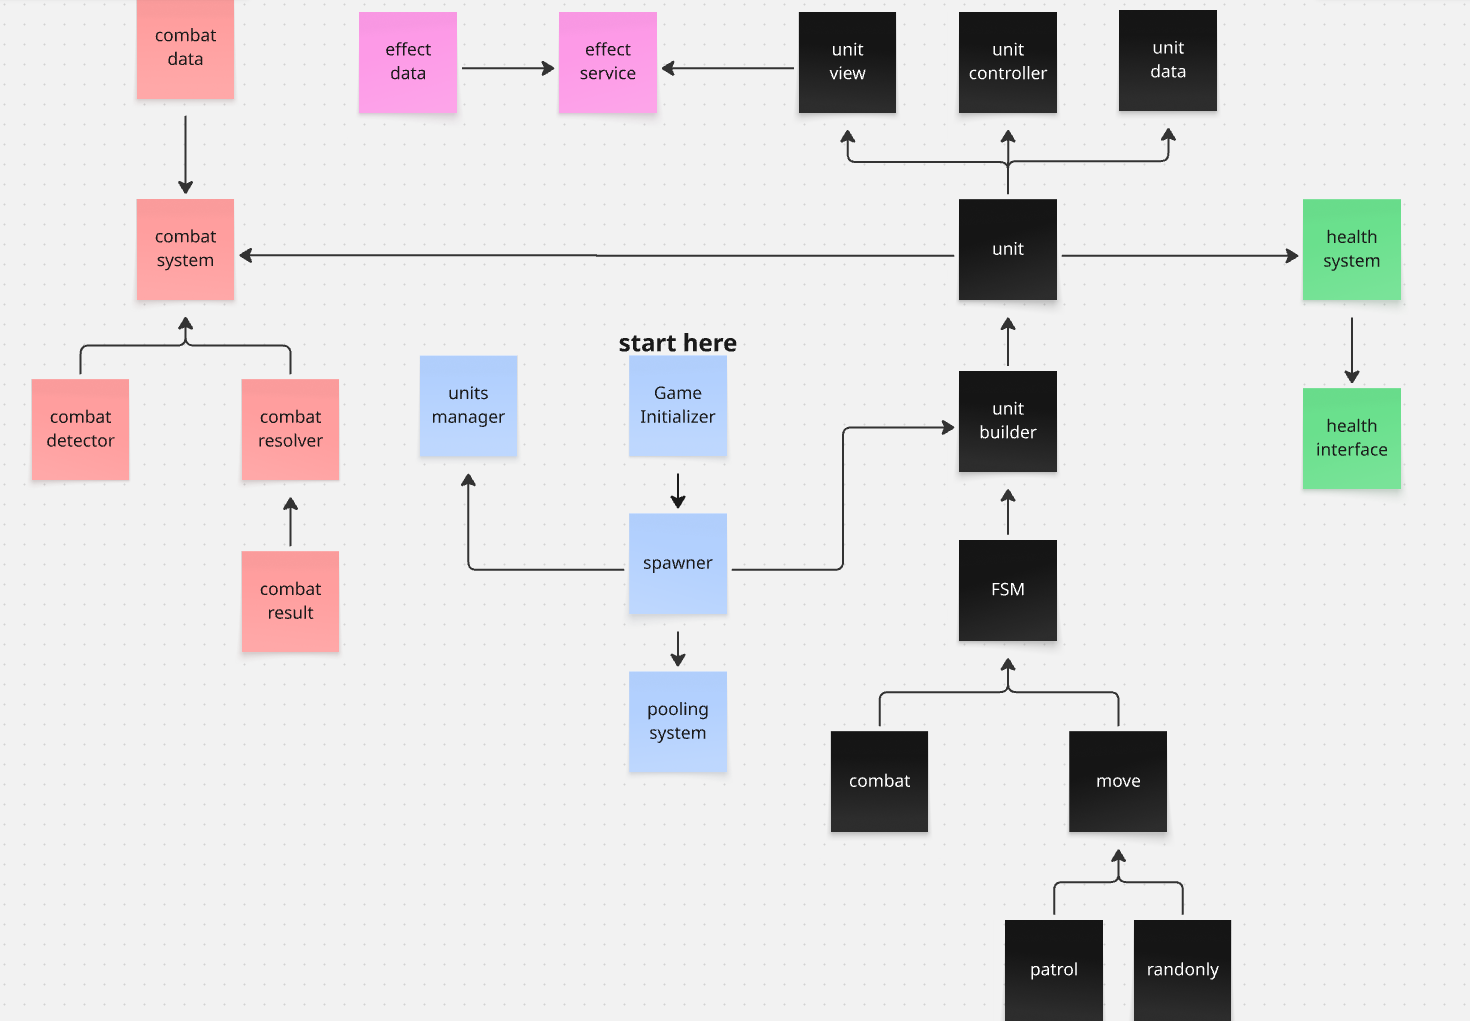 combat
data
effect
data
effect
service
unit
view
unit
controller
unit
data
combat
system
unit
health
system
start here
units
manager
Game
Initializer
combat
detector
combat
resolver
unit
builder
health
interface
spawner
combat
result
FSM
pooling
system
combat
move
patrol
randonly